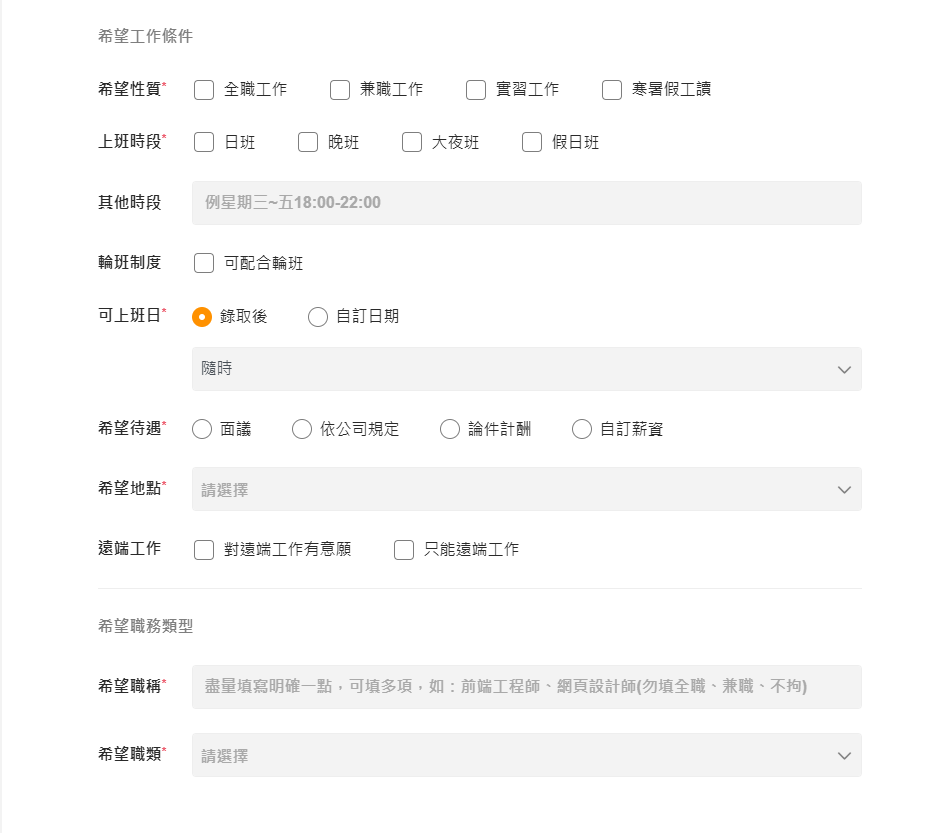 希望工作條件
希望性質* 全職工作 兼職工作 實習工作 寒暑假工讀
上班時段* 日班 晚班 大夜班 假日班
其他時段 例星期三~五18:00-22:00
輪班制度 可配合輪班
可上班日* 錄取後 自訂日期
隨時
希望待遇* 面議 依公司規定 論件計酬 自訂薪資
希望地點* 請選擇
遠端工作 對遠端工作有意願 只能遠端工作
希望職務類型
希望職稱* 盡量填寫明確一點，可填多項，如：前端工程師、網頁設計師(勿填全職、兼職、不拘)
希望職類* 請選擇